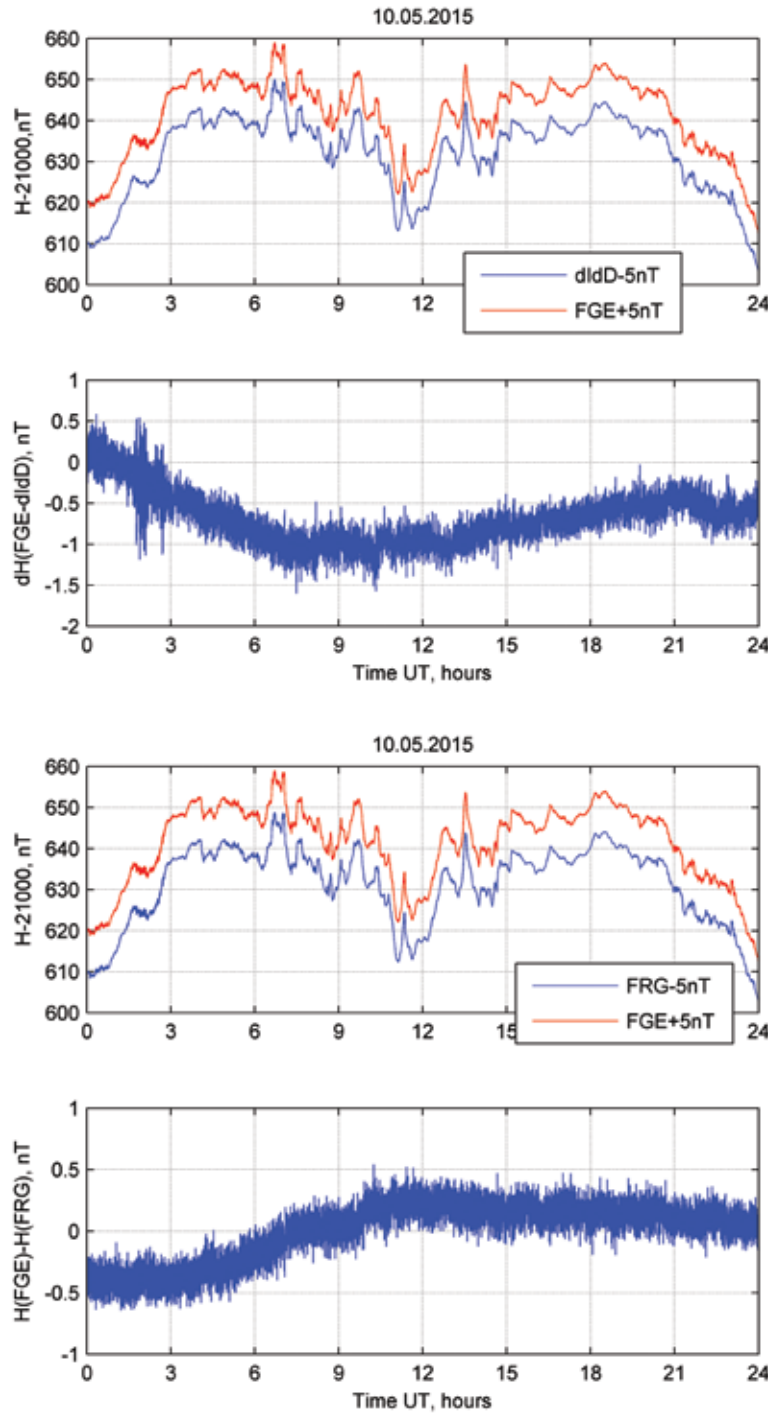 10.05.2015
H-21000,nT
660
650
640
630
620
610
600
0 3 6 9 12 15 18 21 24
dIdD-5nT
FGE+5nT
dH(FGE-dIdD), nT
1
0.5
0
-0.5
-1
-1.5
-2
0 3 6 9 12 15 18 21 24
Time UT, hours
10.05.2015
H-21000, nT
660
650
640
630
620
610
600
0 3 6 9 12 15 21 24
FRG-5nT
FGE+5nT
H(FGE)-H(FRG), nT
1
0.5
0
-0.5
-1
0 3 6 9 12 15 18 21 24
Time UT, hours